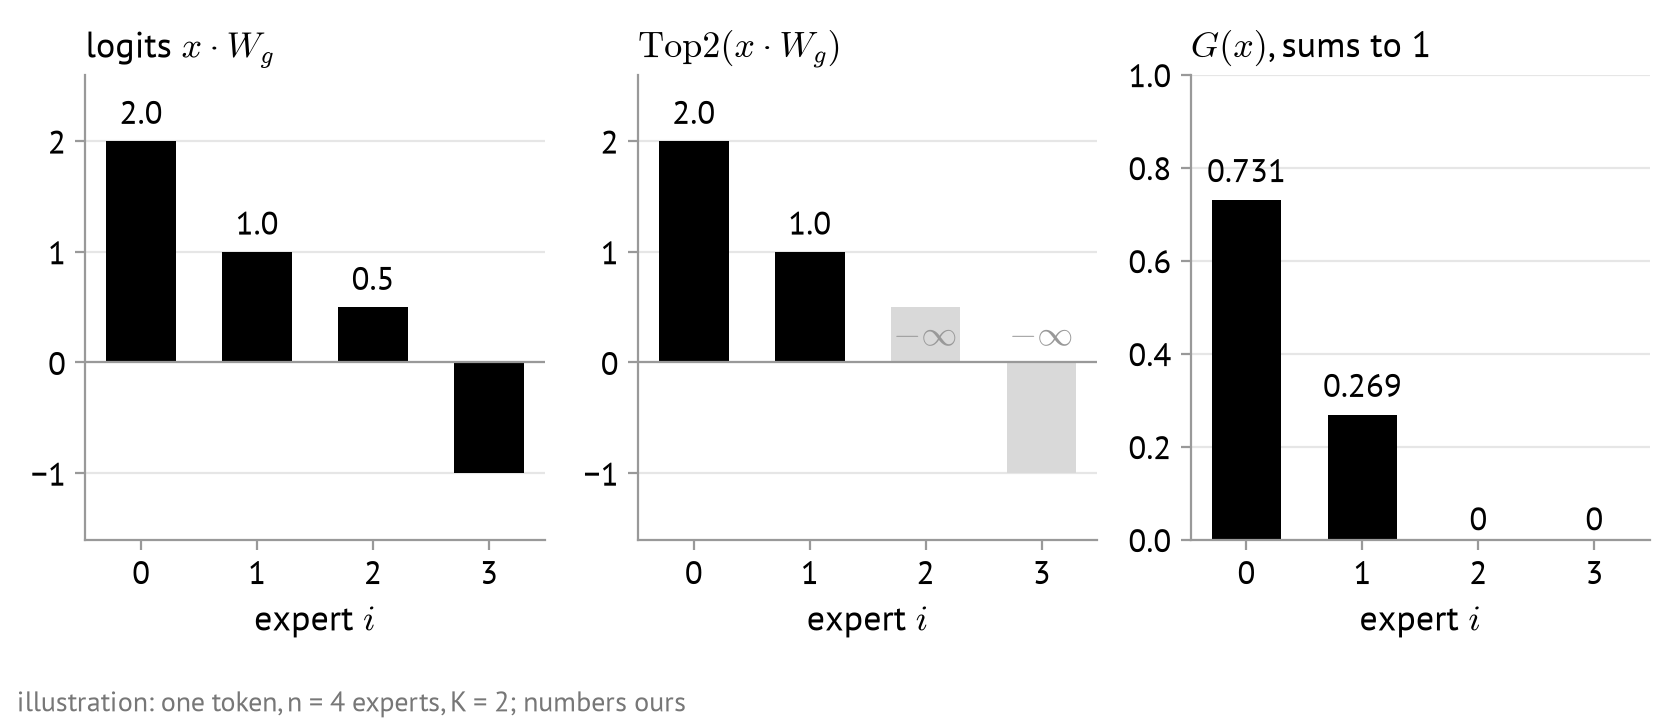 logits x · W_g
2.0
1.0
0.5
2
1
0
−1
0 1 2 3
expert i
Top2(x · W_g)
2.0
1.0
−∞ −∞
2
1
0
−1
0 1 2 3
expert i
G(x), sums to 1
1.0
0.8
0.6
0.4
0.2
0.0
0.731
0.269
0 0
0 1 2 3
expert i
illustration: one token, n = 4 experts, K = 2; numbers ours